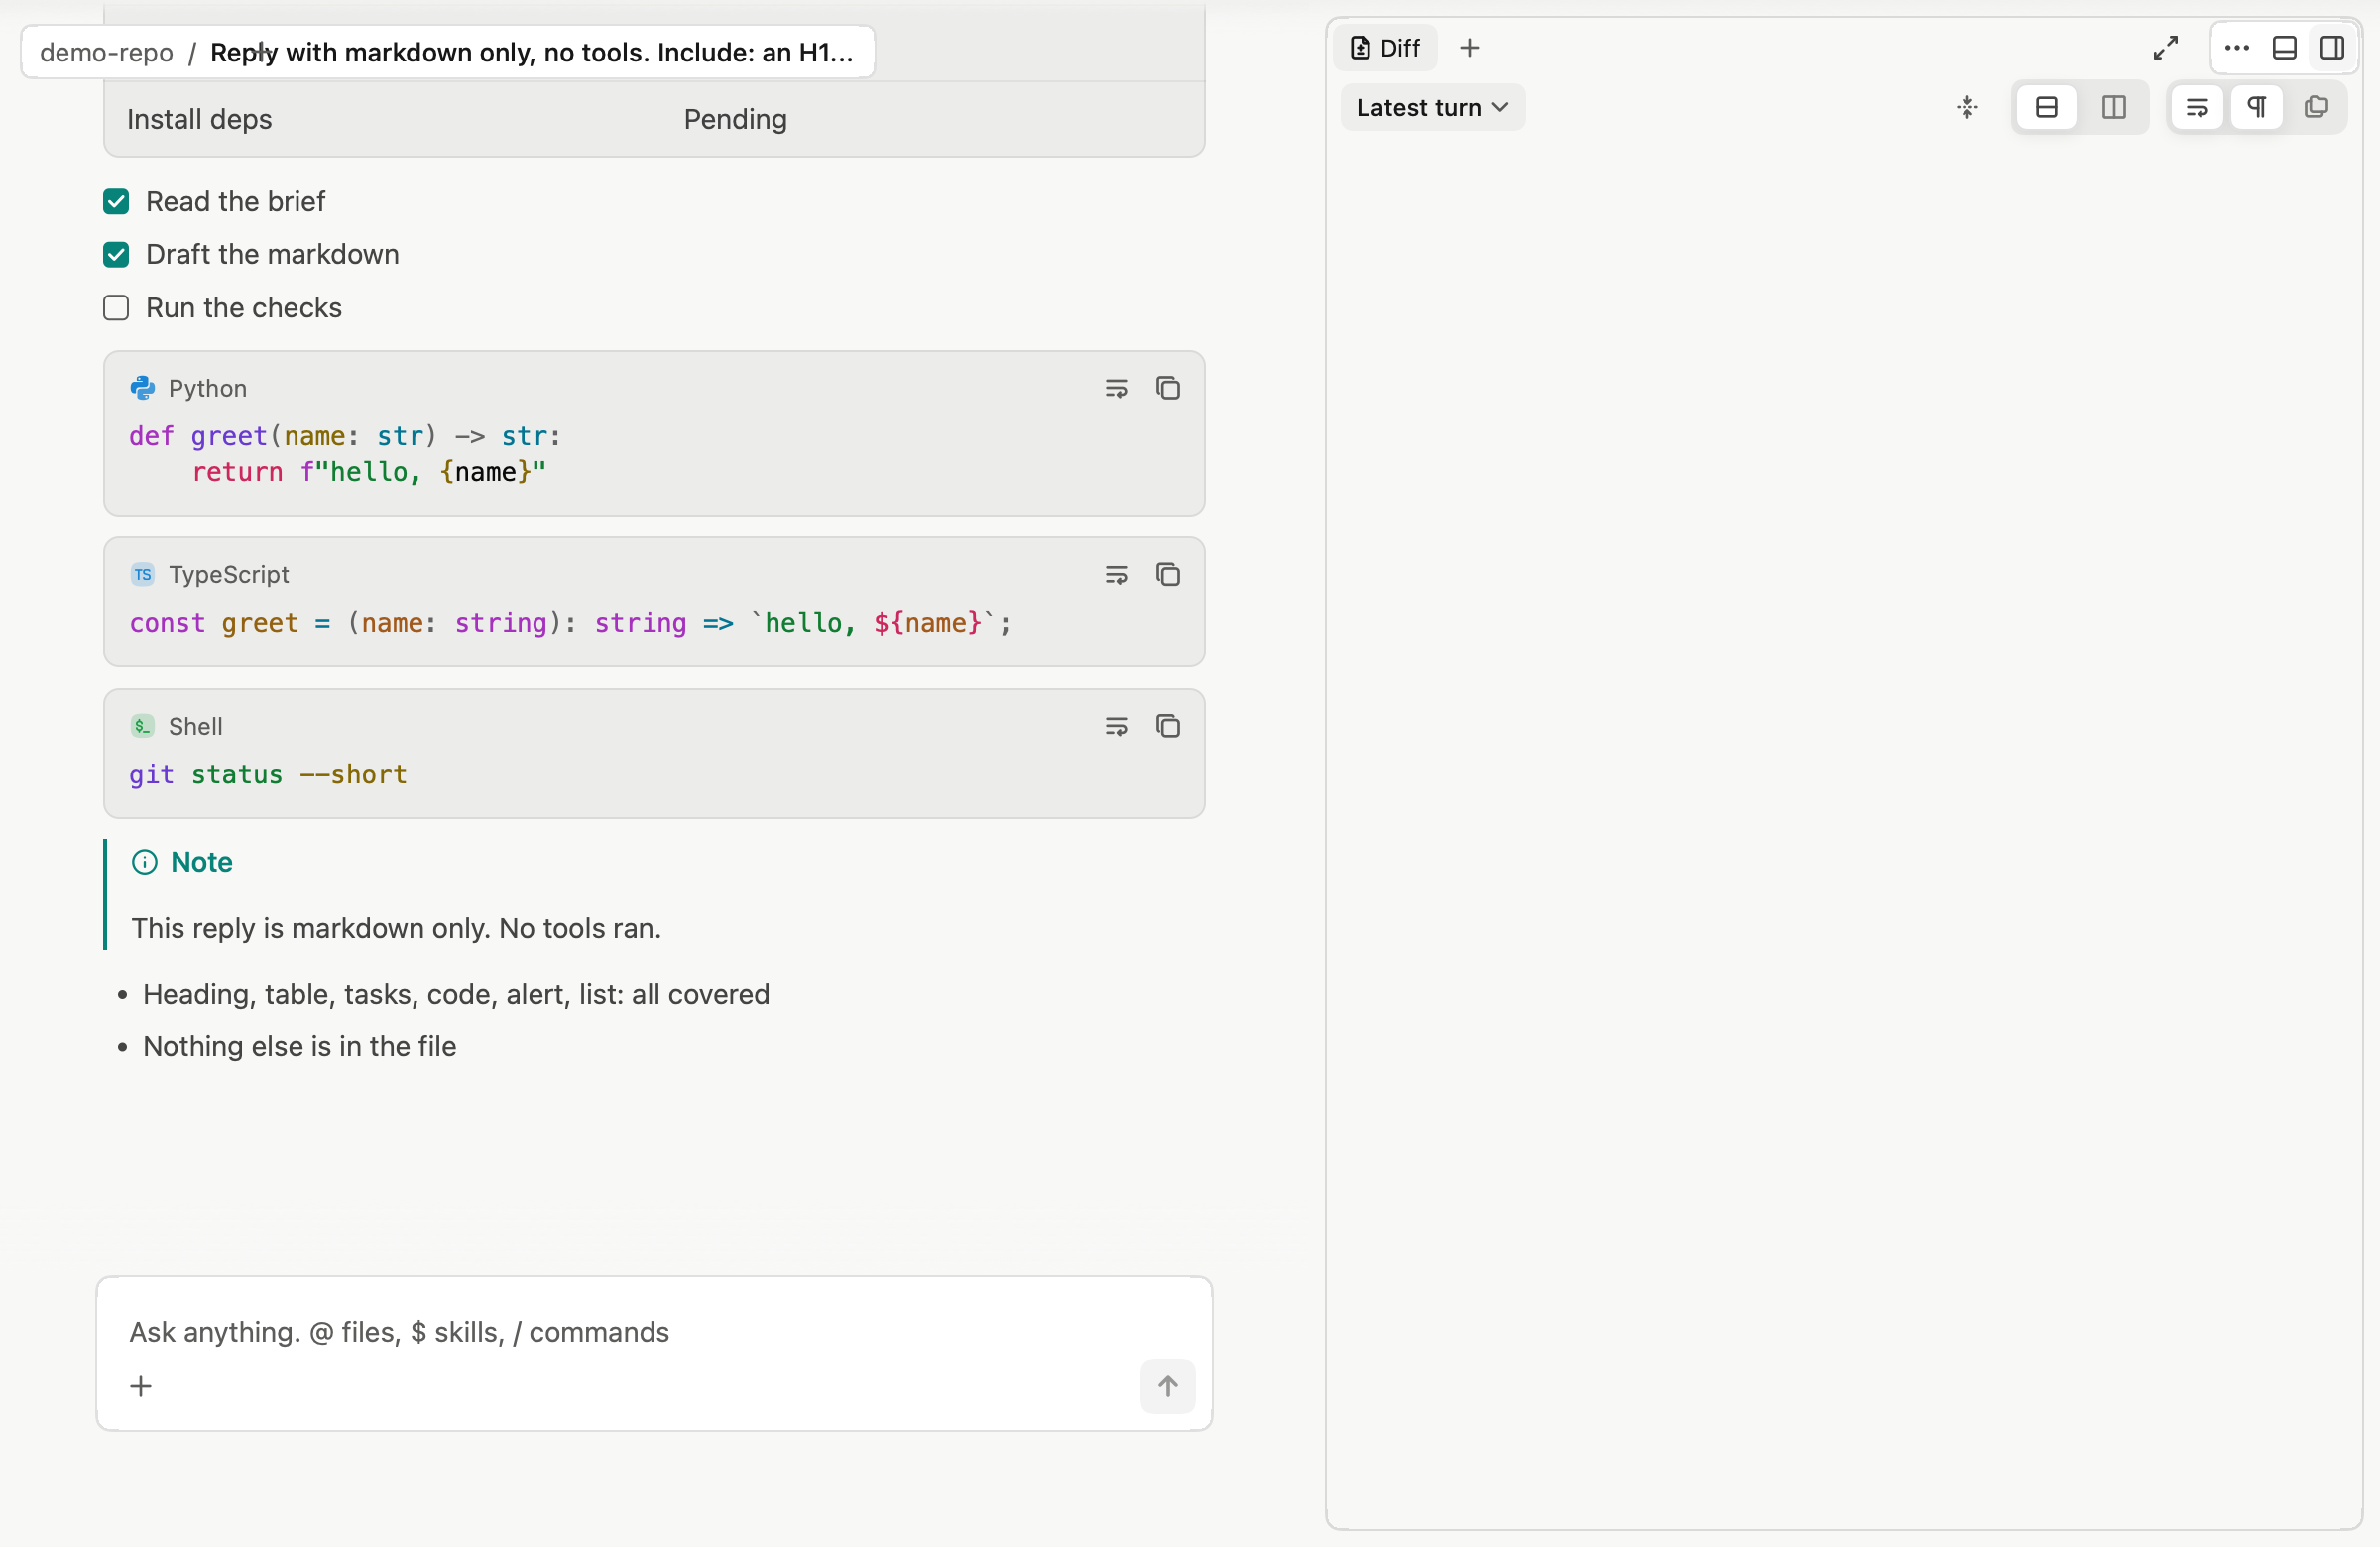 demo-repo / Reply with markdown only, no tools. Include: an H1...
Install deps Pending
Read the brief
Draft the markdown
Run the checks
Python
def greet(name: str) -> str:
    return f"hello, {name}"
TS TypeScript
const greet = (name: string): string => `hello, ${name}`;
$_ Shell
git status --short
Note
This reply is markdown only. No tools ran.
• Heading, table, tasks, code, alert, list: all covered
• Nothing else is in the file
Ask anything. @ files, $ skills, / commands
Diff
Latest turn